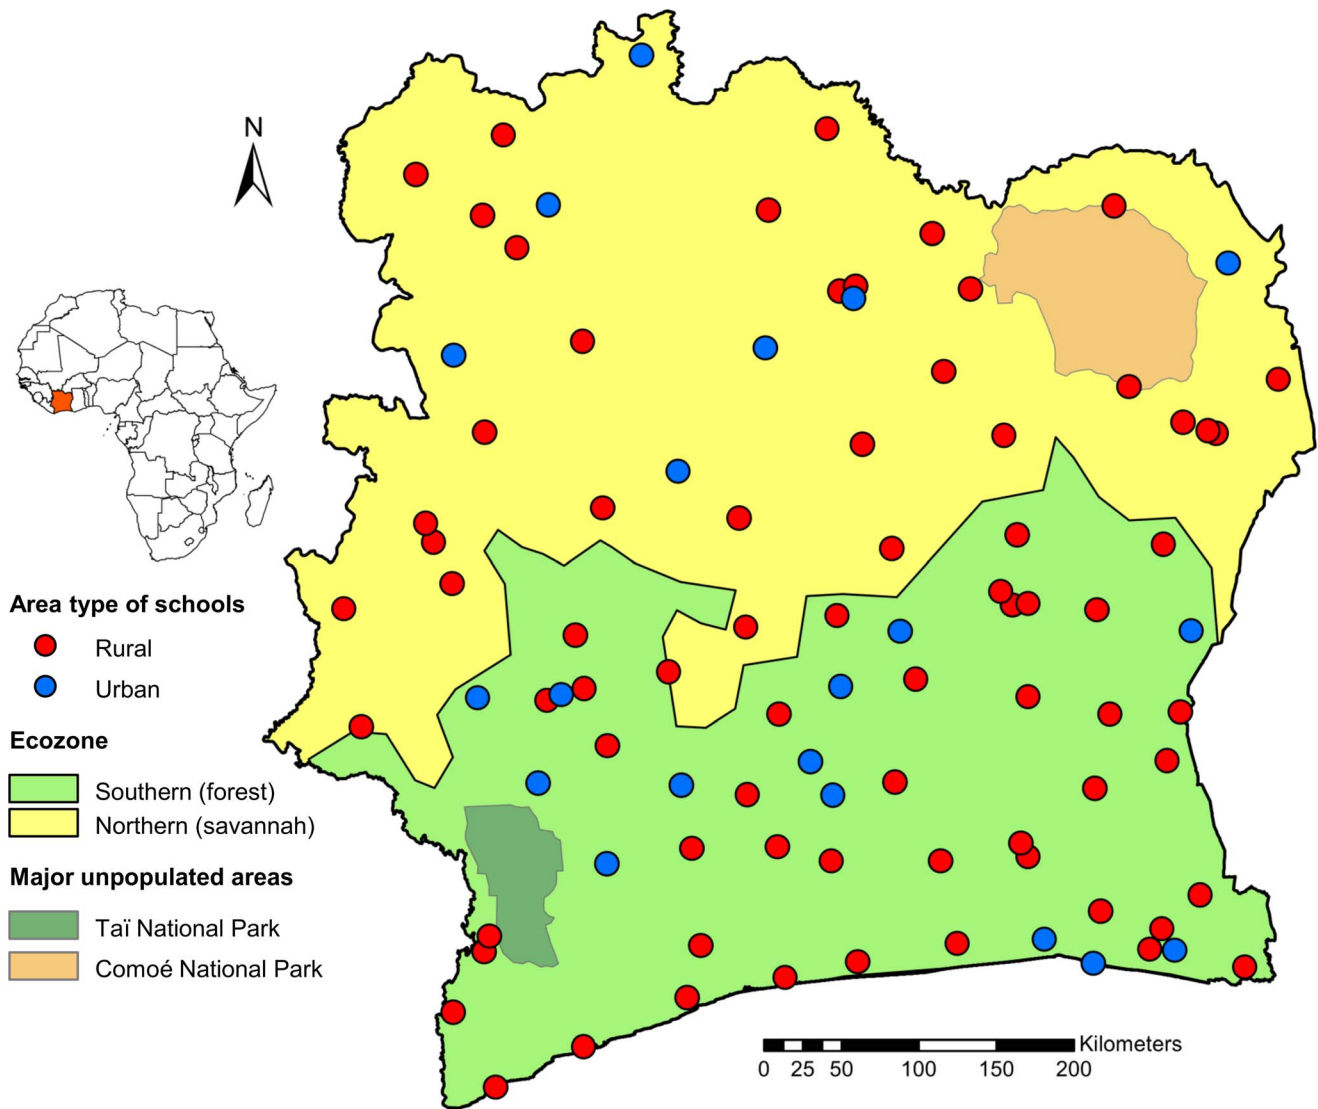 N
Area type of schools
Rural
Urban
Ecozone
Southern (forest)
Northern (savannah)
Major unpopulated areas
Taï National Park
Comoé National Park
Kilometers
0 25 50 100 150 200